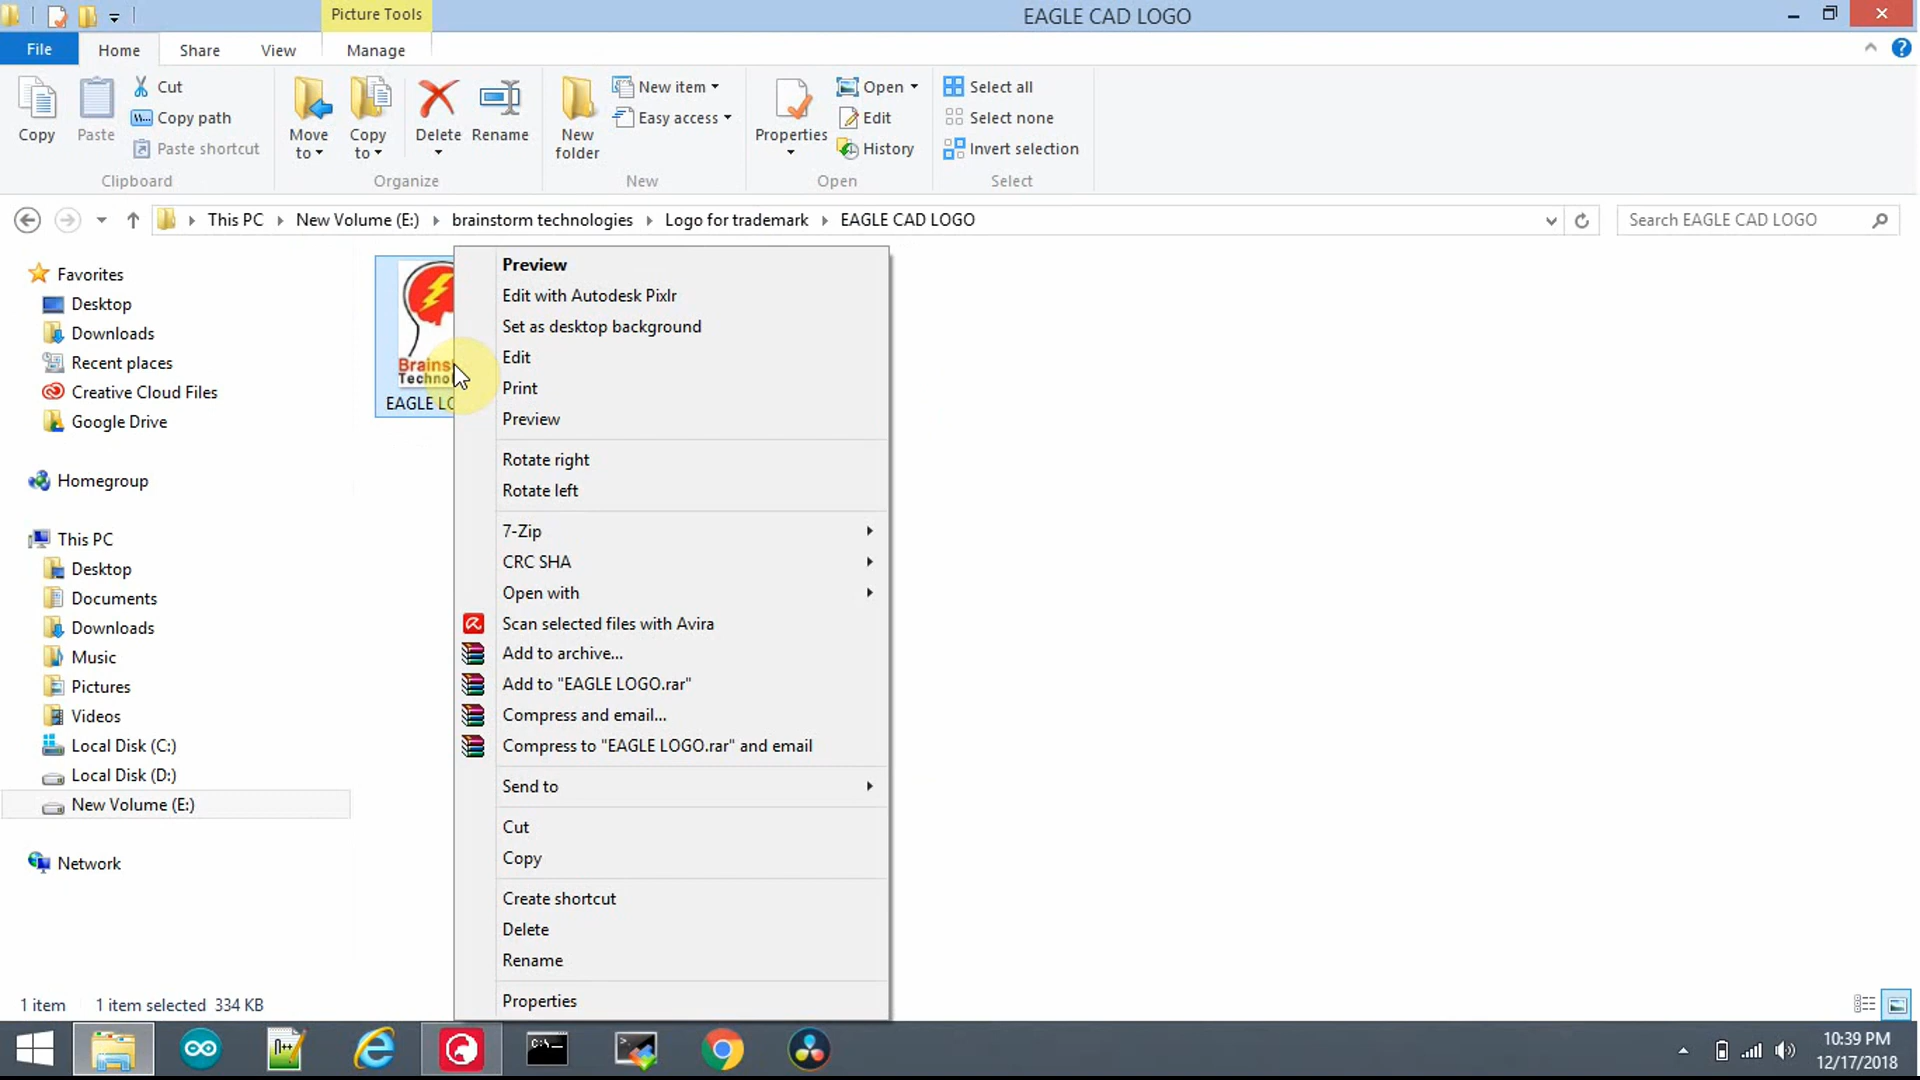 Picture Tools
EAGLE CAD LOGO
File
Home
Share
View
Manage
Copy
Paste
Cut
Copy path
Paste shortcut
Clipboard
Move to
Copy to
Delete
Rename
Organize
New folder
New item
Easy access
New
Properties
Open
Edit
History
Open
Select all
Select none
Invert selection
Select
This PC
New Volume (E:)
brainstorm technologies
Logo for trademark
EAGLE CAD LOGO
Search EAGLE CAD LOGO
Favorites
Desktop
Downloads
Recent places
Creative Cloud Files
Google Drive
Homegroup
This PC
Desktop
Documents
Downloads
Music
Pictures
Videos
Local Disk (C:)
Local Disk (D:)
New Volume (E:)
Network
Brains
Techno
EAGLE LO
Preview
Edit with Autodesk Pixlr
Set as desktop background
Edit
Print
Preview
Rotate right
Rotate left
7-Zip
CRC SHA
Open with
Scan selected files with Avira
Add to archive...
Add to "EAGLE LOGO.rar"
Compress and email...
Compress to "EAGLE LOGO.rar" and email
Send to
Cut
Copy
Create shortcut
Delete
Rename
Properties
1 item
1 item selected 334 KB
10:39 PM
12/17/2018